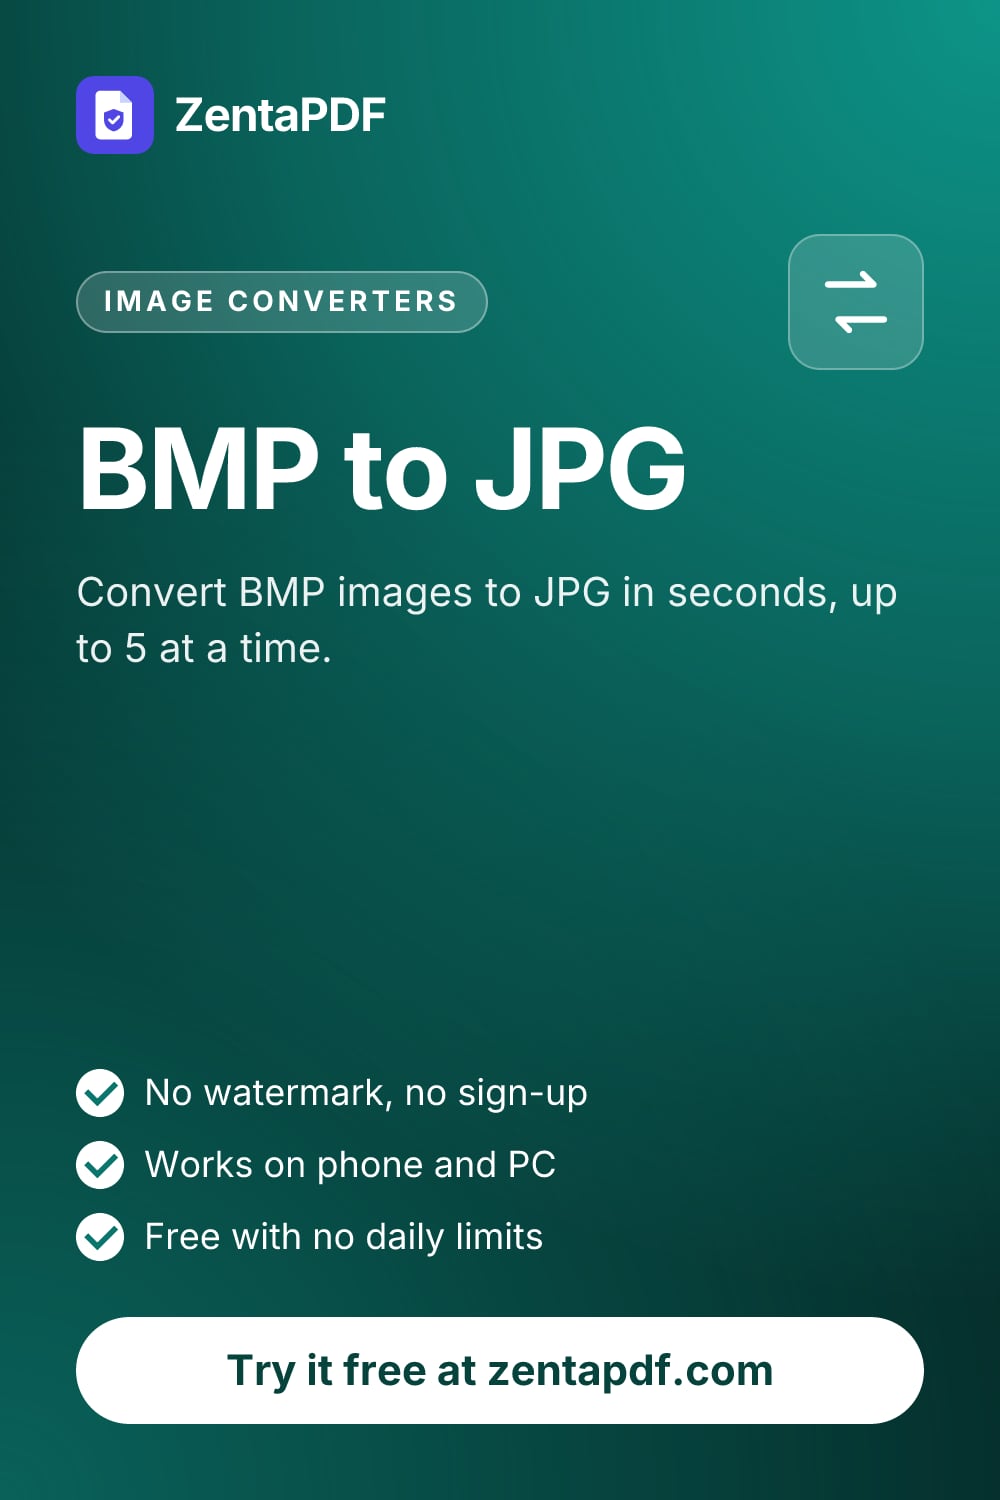 ZentaPDF
IMAGE CONVERTERS
BMP to JPG
Convert BMP images to JPG in seconds, up
to 5 at a time.
No watermark, no sign-up
Works on phone and PC
Free with no daily limits
Try it free at zentapdf.com